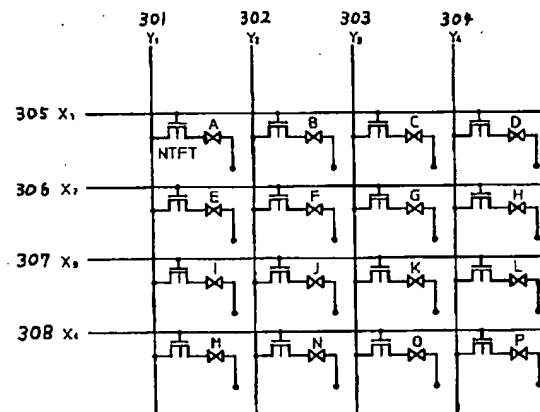 301 302 303 304
Y₁ Y₂ Y₃ Y₄
305 X₁
A B C D
NTFT
306 X₂
E F G H
307 X₃
I J K L
308 X₄
M N O P